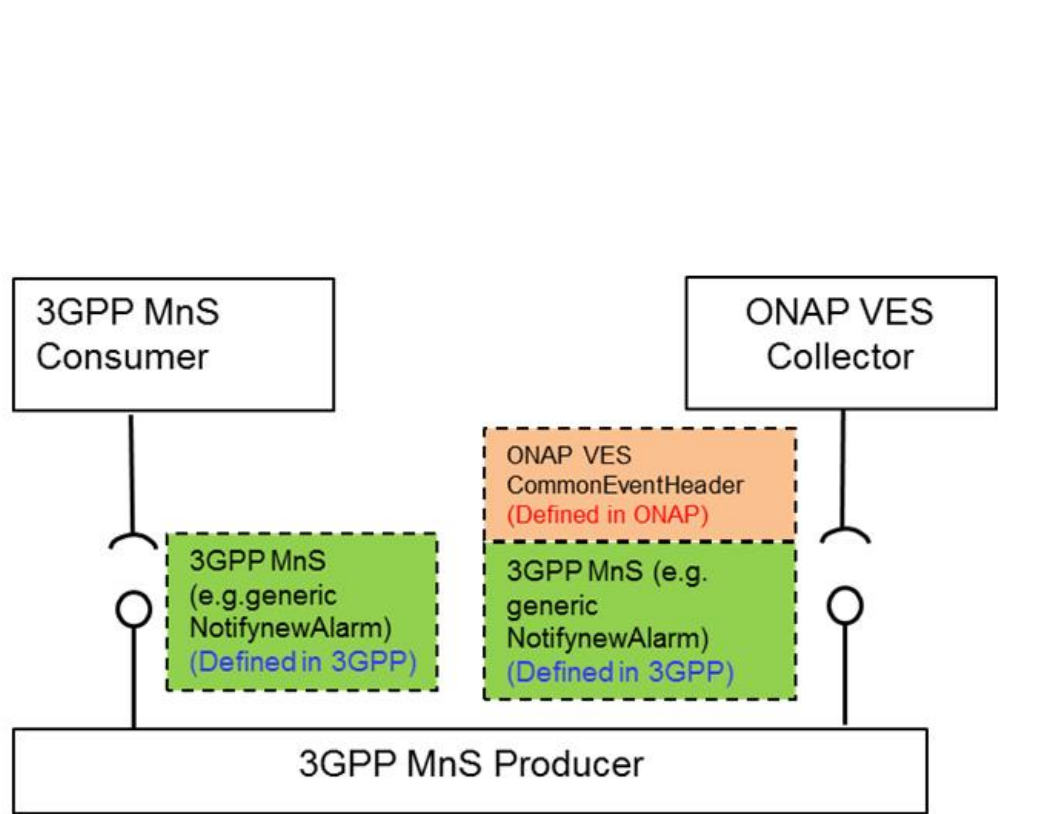 3GPP MnS
Consumer
ONAP VES
Collector
ONAP VES
CommonEventHeader
(Defined in ONAP)
3GPP MnS
(e.g.generic
NotifynewAlarm)
(Defined in 3GPP)
3GPP MnS (e.g.
generic
NotifynewAlarm)
(Defined in 3GPP)
3GPP MnS Producer